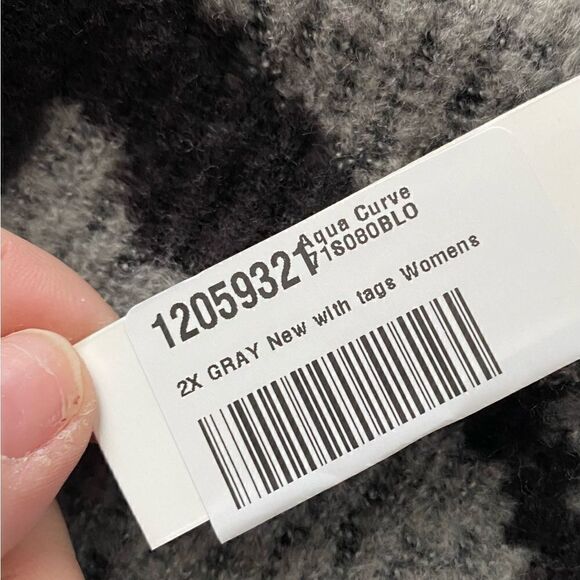 Aqua Curve
12059321
71S080BLO
2X GRAY New with tags Womens